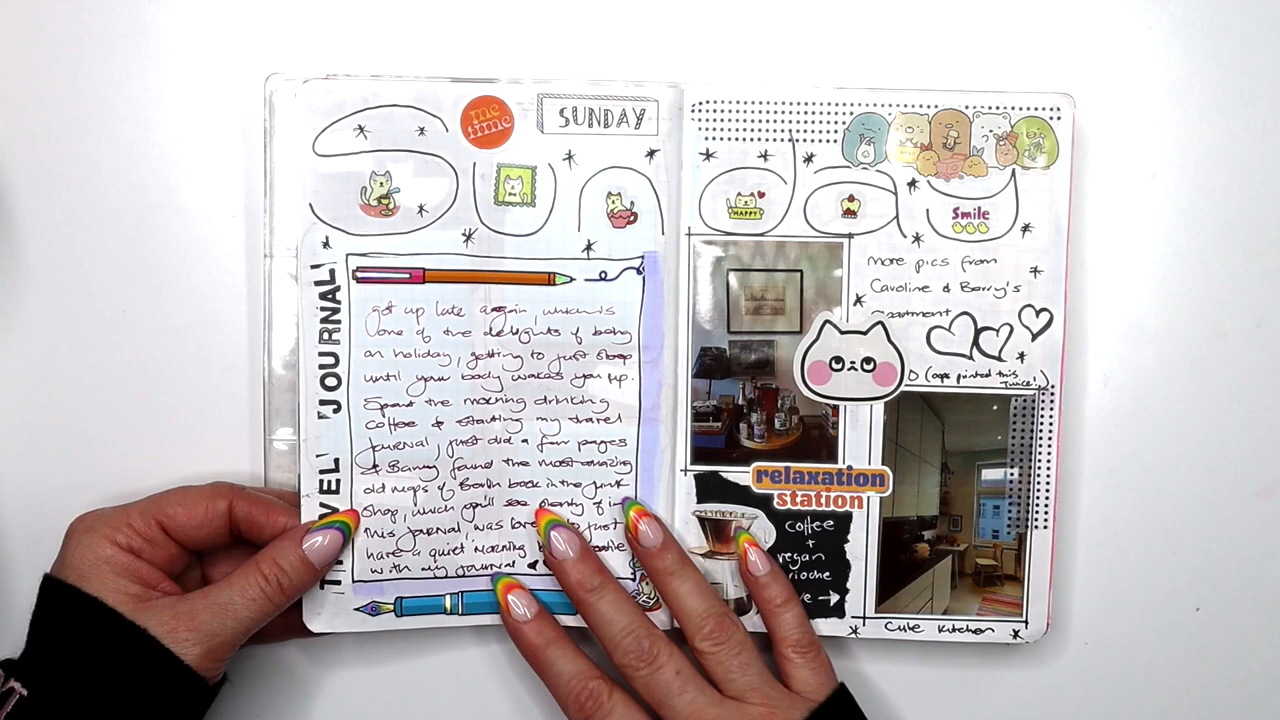 me
time
SUNDAY
Sunday
HAPPY
Smile
TRAVEL JOURNAL
got up late again, which is
one of the delights of being
on holiday, getting to just sleep
until your body wakes you up.
Spent the morning drinking
coffee & starting my travel
journal, just did a few pages
& Barry found the most amazing
old maps of Berlin book in the junk
shop, which you'll see plenty of in
this journal, was to just
have a quiet morning
with my journal
more pics from
Caroline & Barry's
apartment
(oops printed this
twice!)
relaxation
station
coffee
+
vegan
brioche
cute kitchen